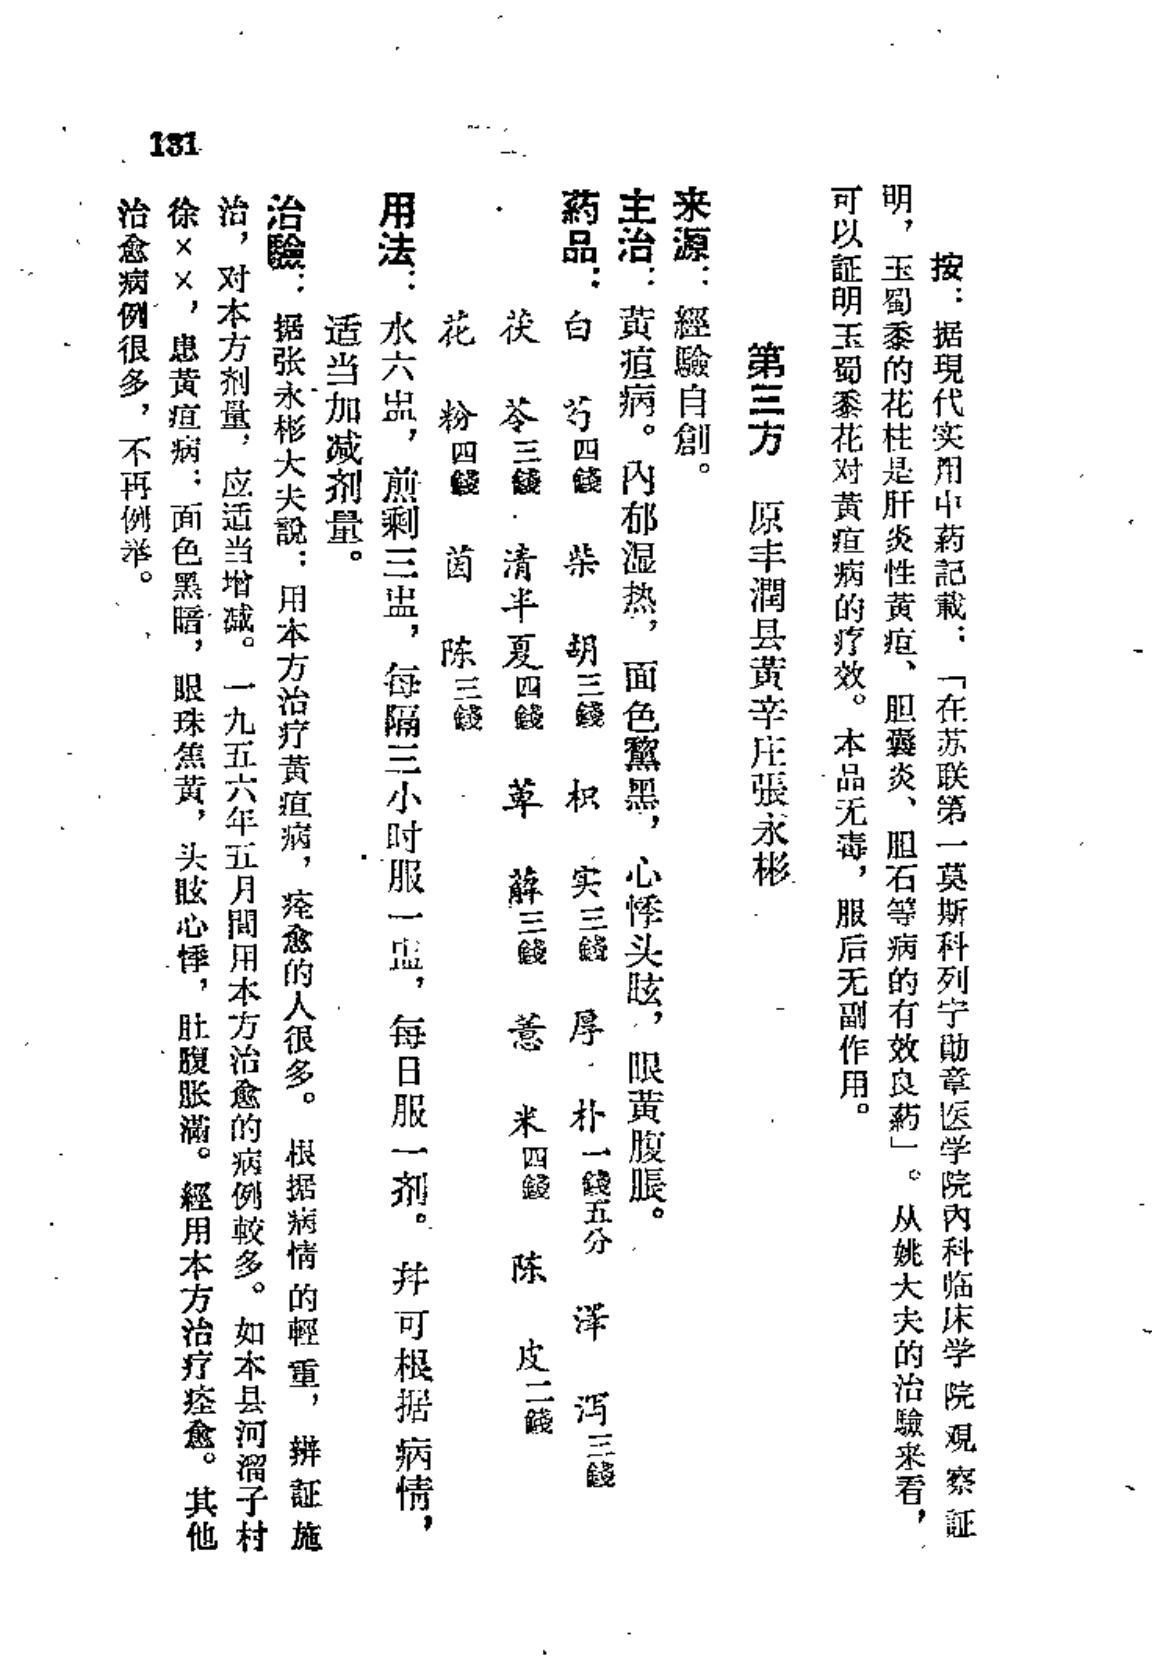 按：据現代实用中药記載：「在苏联第一莫斯科列宁勛章医学院內科临床学院观察証
明，玉蜀黍的花柱是肝炎性黄疸、胆囊炎、胆石等病的有效良药」。从姚大夫的治驗来看，
可以証明玉蜀黍花对黄疸病的疗效。本品无毒，服后无副作用。
第三方　原丰潤县黄辛庄張永彬
来源：經驗自創。
主治：黄疸病。內郁湿热，面色黧黑，心悸头眩，眼黄腹脹。
药品：白芍四錢　柴胡三錢　枳实三錢　厚朴一錢五分　澤泻三錢
茯苓三錢　清半夏四錢　萆薢三錢　薏米四錢　陈皮二錢
花粉四錢　茵陈三錢
用法：水六盅，煎剩三盅，每隔三小时服一盅，每日服一剂。幷可根据病情，
适当加减剂量。
治驗：据张永彬大夫說：用本方治疗黄疸病，痊愈的人很多。根据病情的輕重，辨証施
治，对本方剂量，应适当增减。一九五六年五月間用本方治愈的病例較多。如本县河溜子村
徐××，患黄疸病：面色黑暗，眼珠焦黄，头眩心悸，肚腹胀滿。經用本方治疗痊愈。其他
治愈病例很多，不再例举。
131